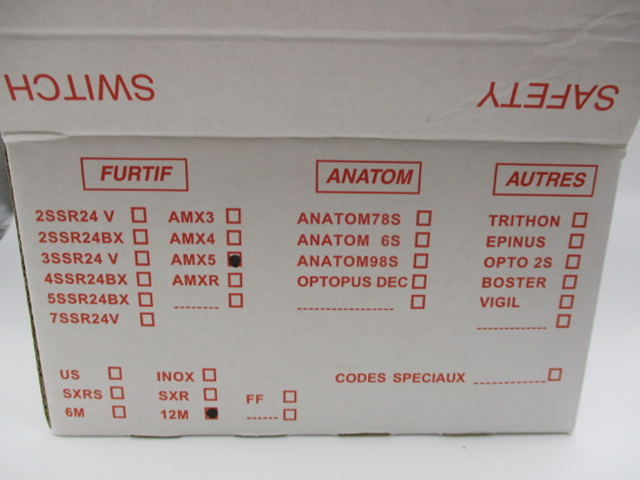 SAFETY SWITCH
FURTIF ANATOM AUTRES
2SSR24 V AMX3 ANATOM78S TRITHON
2SSR24BX AMX4 ANATOM 6S EPINUS
3SSR24 V AMX5 ANATOM98S OPTO 2S
4SSR24BX AMXR OPTOPUS DEC BOSTER
5SSR24BX -------- ---------------- VIGIL
7SSR24V ------------
US INOX CODES SPECIAUX ------------
SXRS SXR FF
6M 12M ------